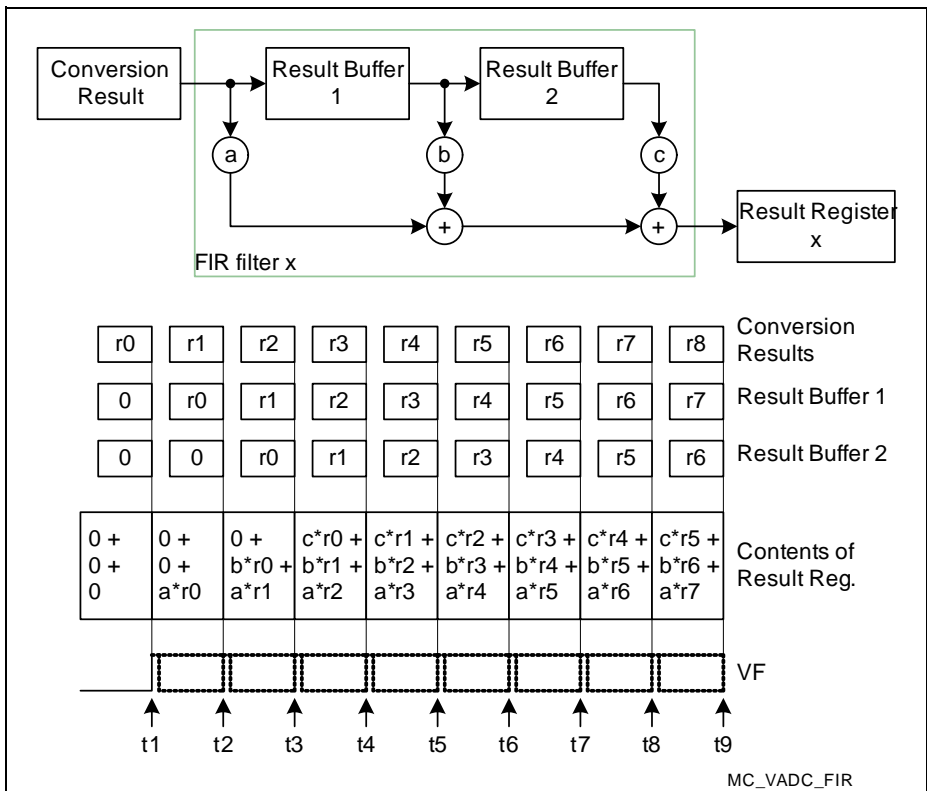 Conversion
Result
Result Buffer
1
Result Buffer
2
a
b
c
+
+
Result Register
x
FIR filter x
r0 r1 r2 r3 r4 r5 r6 r7 r8
Conversion
Results
0 r0 r1 r2 r3 r4 r5 r6 r7 Result Buffer 1
0 0 r0 r1 r2 r3 r4 r5 r6 Result Buffer 2
0 + 0 + 0 + c*r0 + c*r1 + c*r2 + c*r3 + c*r4 + c*r5 +
0 + 0 + b*r0 + b*r1 + b*r2 + b*r3 + b*r4 + b*r5 + b*r6 +
0 a*r0 a*r1 a*r2 a*r3 a*r4 a*r5 a*r6 a*r7
Contents of
Result Reg.
VF
t1 t2 t3 t4 t5 t6 t7 t8 t9
MC_VADC_FIR